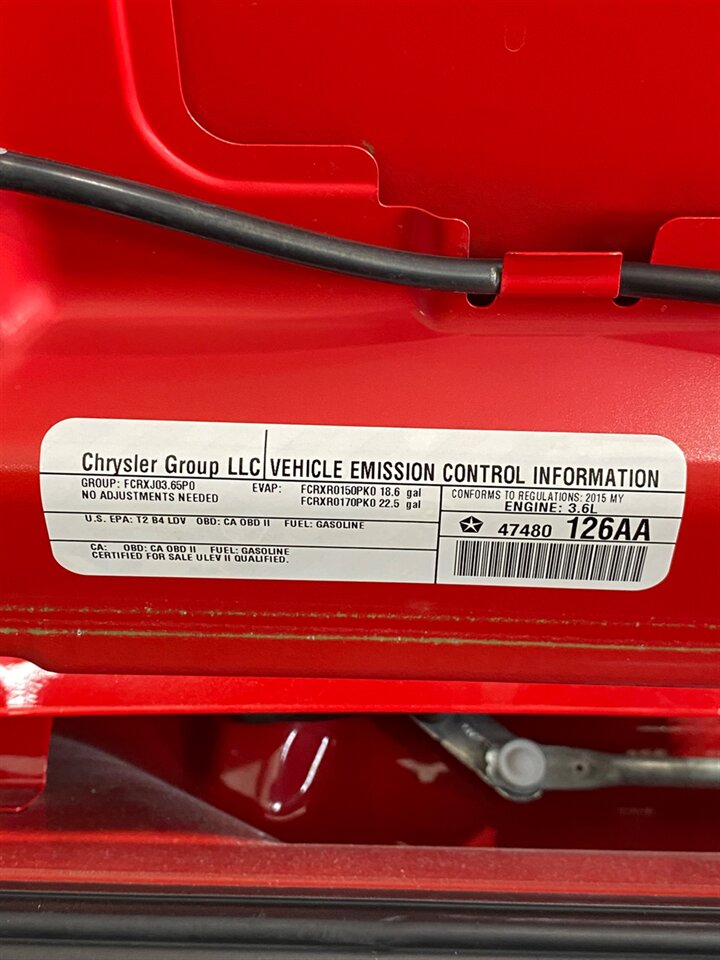 Chrysler Group LLC VEHICLE EMISSION CONTROL INFORMATION
GROUP: FCRXJ03.65P0
NO ADJUSTMENTS NEEDED
EVAP: FCRXR0150PK0 18.6 gal
FCRXR0170PK0 22.5 gal
CONFORMS TO REGULATIONS: 2015 MY
ENGINE: 3.6L
U.S. EPA: T2 B4 LDV OBD: CA OBD II FUEL: GASOLINE
47480 126AA
CA: OBD: CA OBD II FUEL: GASOLINE
CERTIFIED FOR SALE ULEV II QUALIFIED.